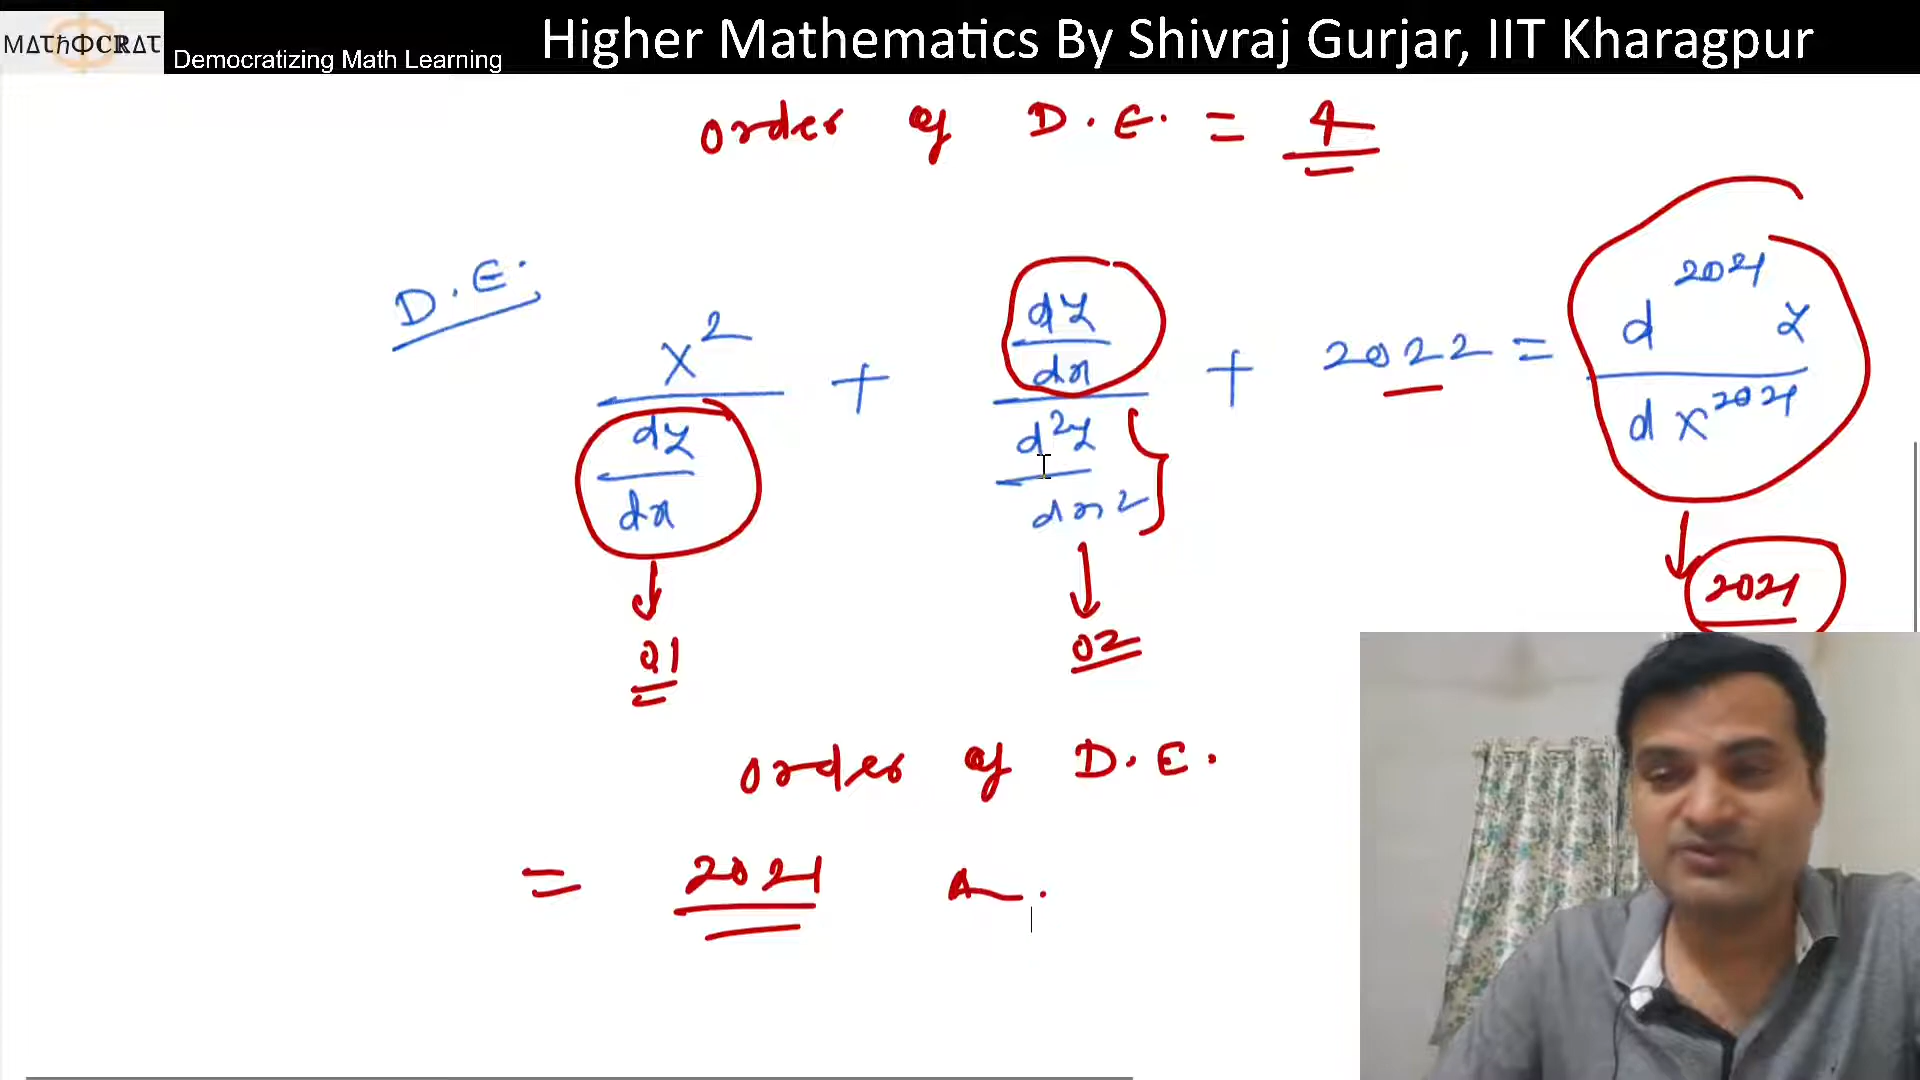 MΔTħΦCRΔT Democratizing Math Learning Higher Mathematics By Shivraj Gurjar, IIT Kharagpur
order of D.E. = 4
D.E.
x² / (dy/dx) + (dy/dx) / (d²y/dx²) + 2022 = d²⁰²¹y / dx²⁰²¹
01 02 2021
order of D.E.
= 2021